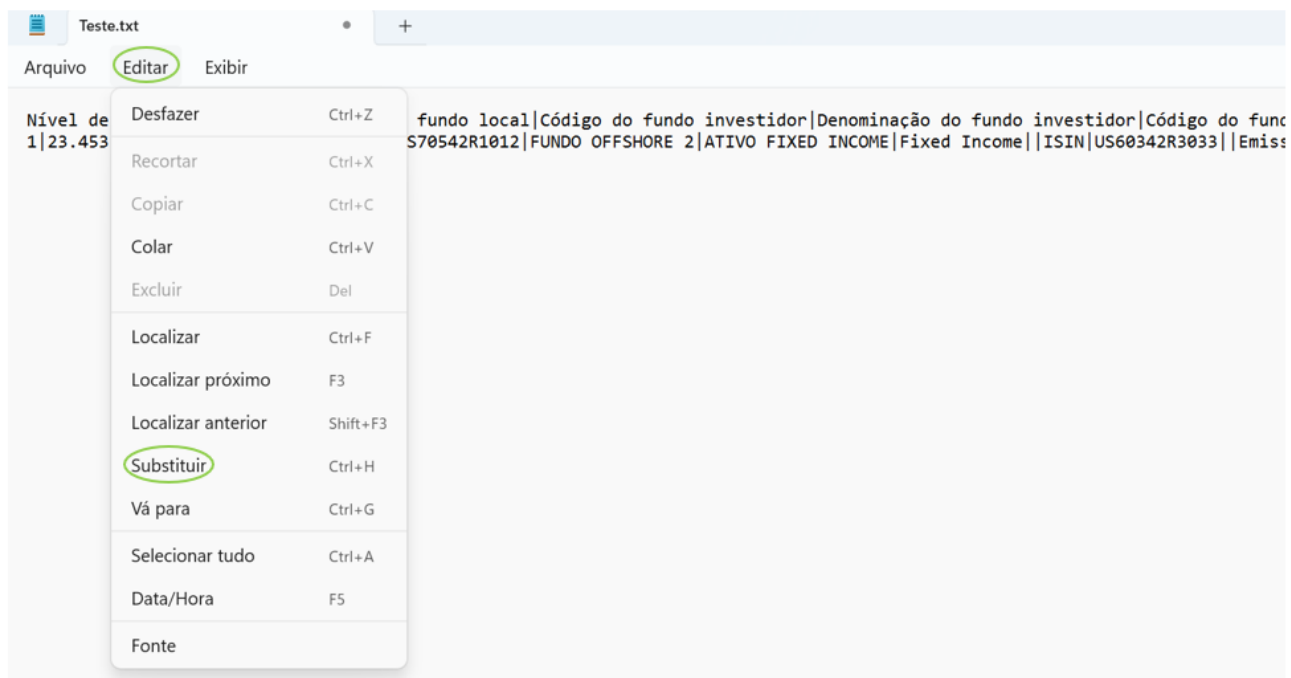 Teste.txt
Arquivo Editar Exibir
Nível de fundo local|Código do fundo investidor|Denominação do fundo investidor|Código do fund
1|23.453 S70542R1012|FUNDO OFFSHORE 2|ATIVO FIXED INCOME|Fixed Income||ISIN|US60342R3033||Emiss
Desfazer Ctrl+Z
Recortar Ctrl+X
Copiar Ctrl+C
Colar Ctrl+V
Excluir Del
Localizar Ctrl+F
Localizar próximo F3
Localizar anterior Shift+F3
Substituir Ctrl+H
Vá para Ctrl+G
Selecionar tudo Ctrl+A
Data/Hora F5
Fonte